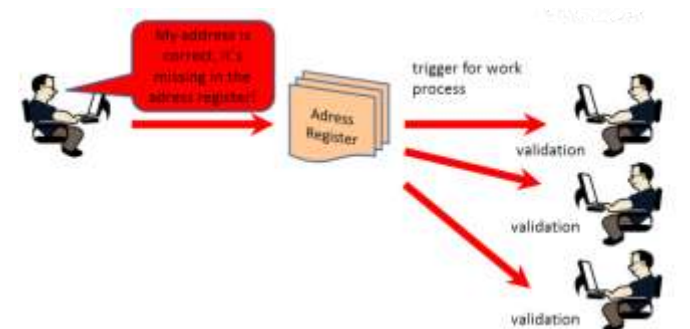 My address is
correct, it's
missing in the
adress register!
Adress
Register
trigger for work
process
validation
validation
validation